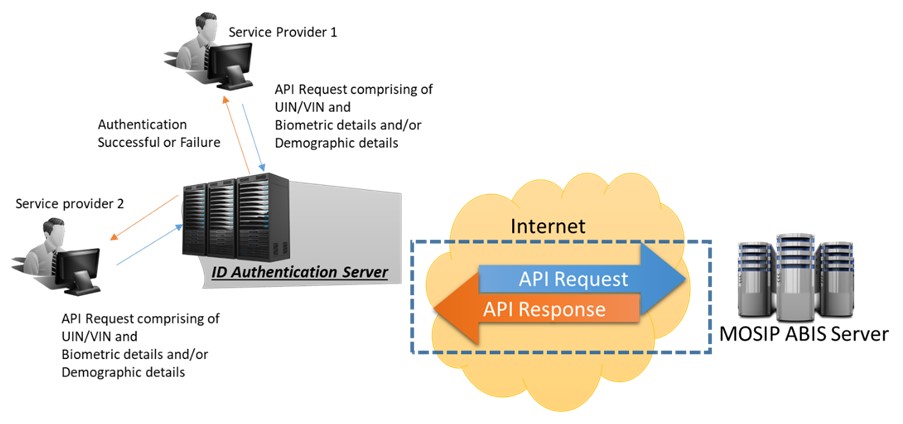 Service Provider 1
API Request comprising of
UIN/VIN and
Biometric details and/or
Demographic details
Authentication
Successful or Failure
Service provider 2
ID Authentication Server
API Request comprising of
UIN/VIN and
Biometric details and/or
Demographic details
Internet
API Request
API Response
MOSIP ABIS Server